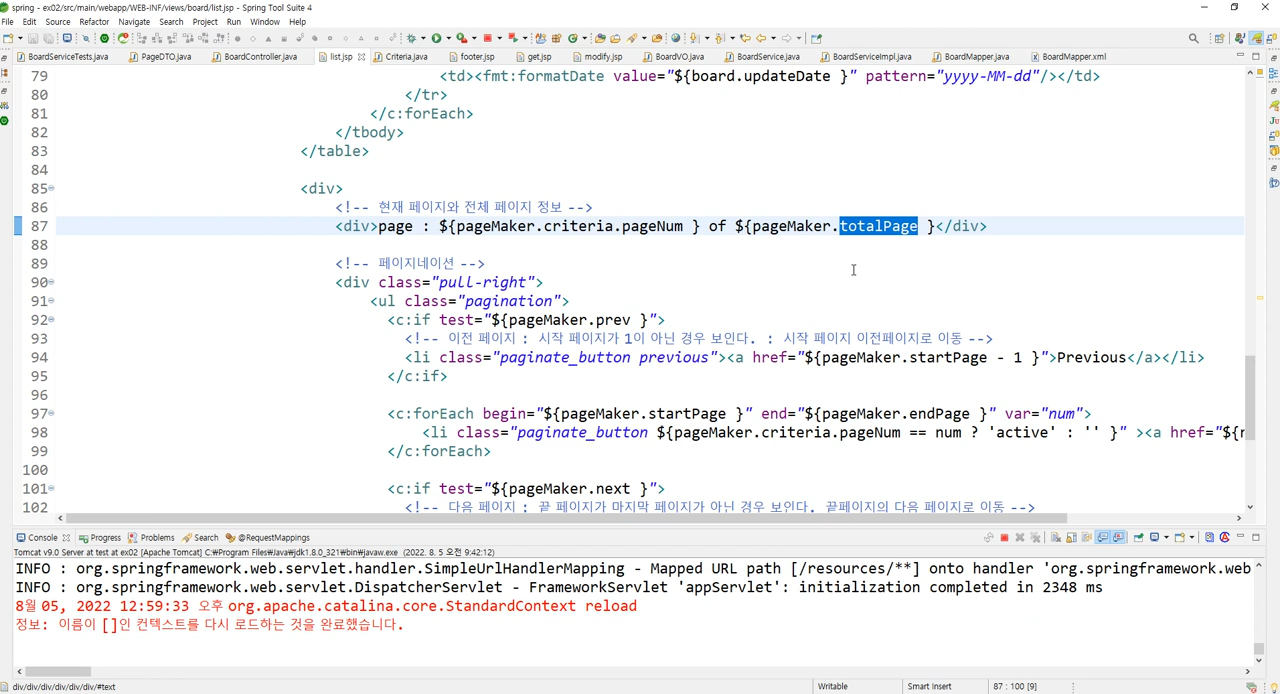 spring - ex02/src/main/webapp/WEB-INF/views/board/list.jsp - Spring Tool Suite 4
File Edit Source Refactor Navigate Search Project Run Window Help
BoardServiceTests.java PageDTO.java BoardController.java list.jsp Criteria.java footer.jsp get.jsp modify.jsp BoardVO.java BoardService.java BoardServiceImpl.java BoardMapper.java BoardMapper.xml
79 <td><fmt:formatDate value="${board.updateDate }" pattern="yyyy-MM-dd"/></td>
80 </tr>
81 </c:forEach>
82 </tbody>
83 </table>
84
85 <div>
86 <!-- 현재 페이지와 전체 페이지 정보 -->
87 <div>page : ${pageMaker.criteria.pageNum } of ${pageMaker.totalPage }</div>
88
89 <!-- 페이지네이션 -->
90 <div class="pull-right">
91 <ul class="pagination">
92 <c:if test="${pageMaker.prev }">
93 <!-- 이전 페이지 : 시작 페이지가 1이 아닌 경우 보인다. : 시작 페이지 이전페이지로 이동 -->
94 <li class="paginate_button previous"><a href="${pageMaker.startPage - 1 }">Previous</a></li>
95 </c:if>
96
97 <c:forEach begin="${pageMaker.startPage }" end="${pageMaker.endPage }" var="num">
98 <li class="paginate_button ${pageMaker.criteria.pageNum == num ? 'active' : '' }" ><a href="${
99 </c:forEach>
100
101 <c:if test="${pageMaker.next }">
102 <!-- 다음 페이지 : 끝 페이지가 마지막 페이지가 아닌 경우 보인다. 끝페이지의 다음 페이지로 이동 -->
Console Progress Problems Search @RequestMappings
Tomcat v9.0 Server at test at ex02 [Apache Tomcat] C:₩Program Files₩Java₩jdk1.8.0_321₩bin₩javaw.exe (2022. 8. 5. 오전 9:42:12)
INFO : org.springframework.web.servlet.handler.SimpleUrlHandlerMapping - Mapped URL path [/resources/**] onto handler 'org.springframework.web
INFO : org.springframework.web.servlet.DispatcherServlet - FrameworkServlet 'appServlet': initialization completed in 2348 ms
8월 05, 2022 12:59:33 오후 org.apache.catalina.core.StandardContext reload
정보: 이름이 []인 컨텍스트를 다시 로드하는 것을 완료했습니다.
div/div/div/div/div/#text Writable Smart Insert 87 : 100 [9]